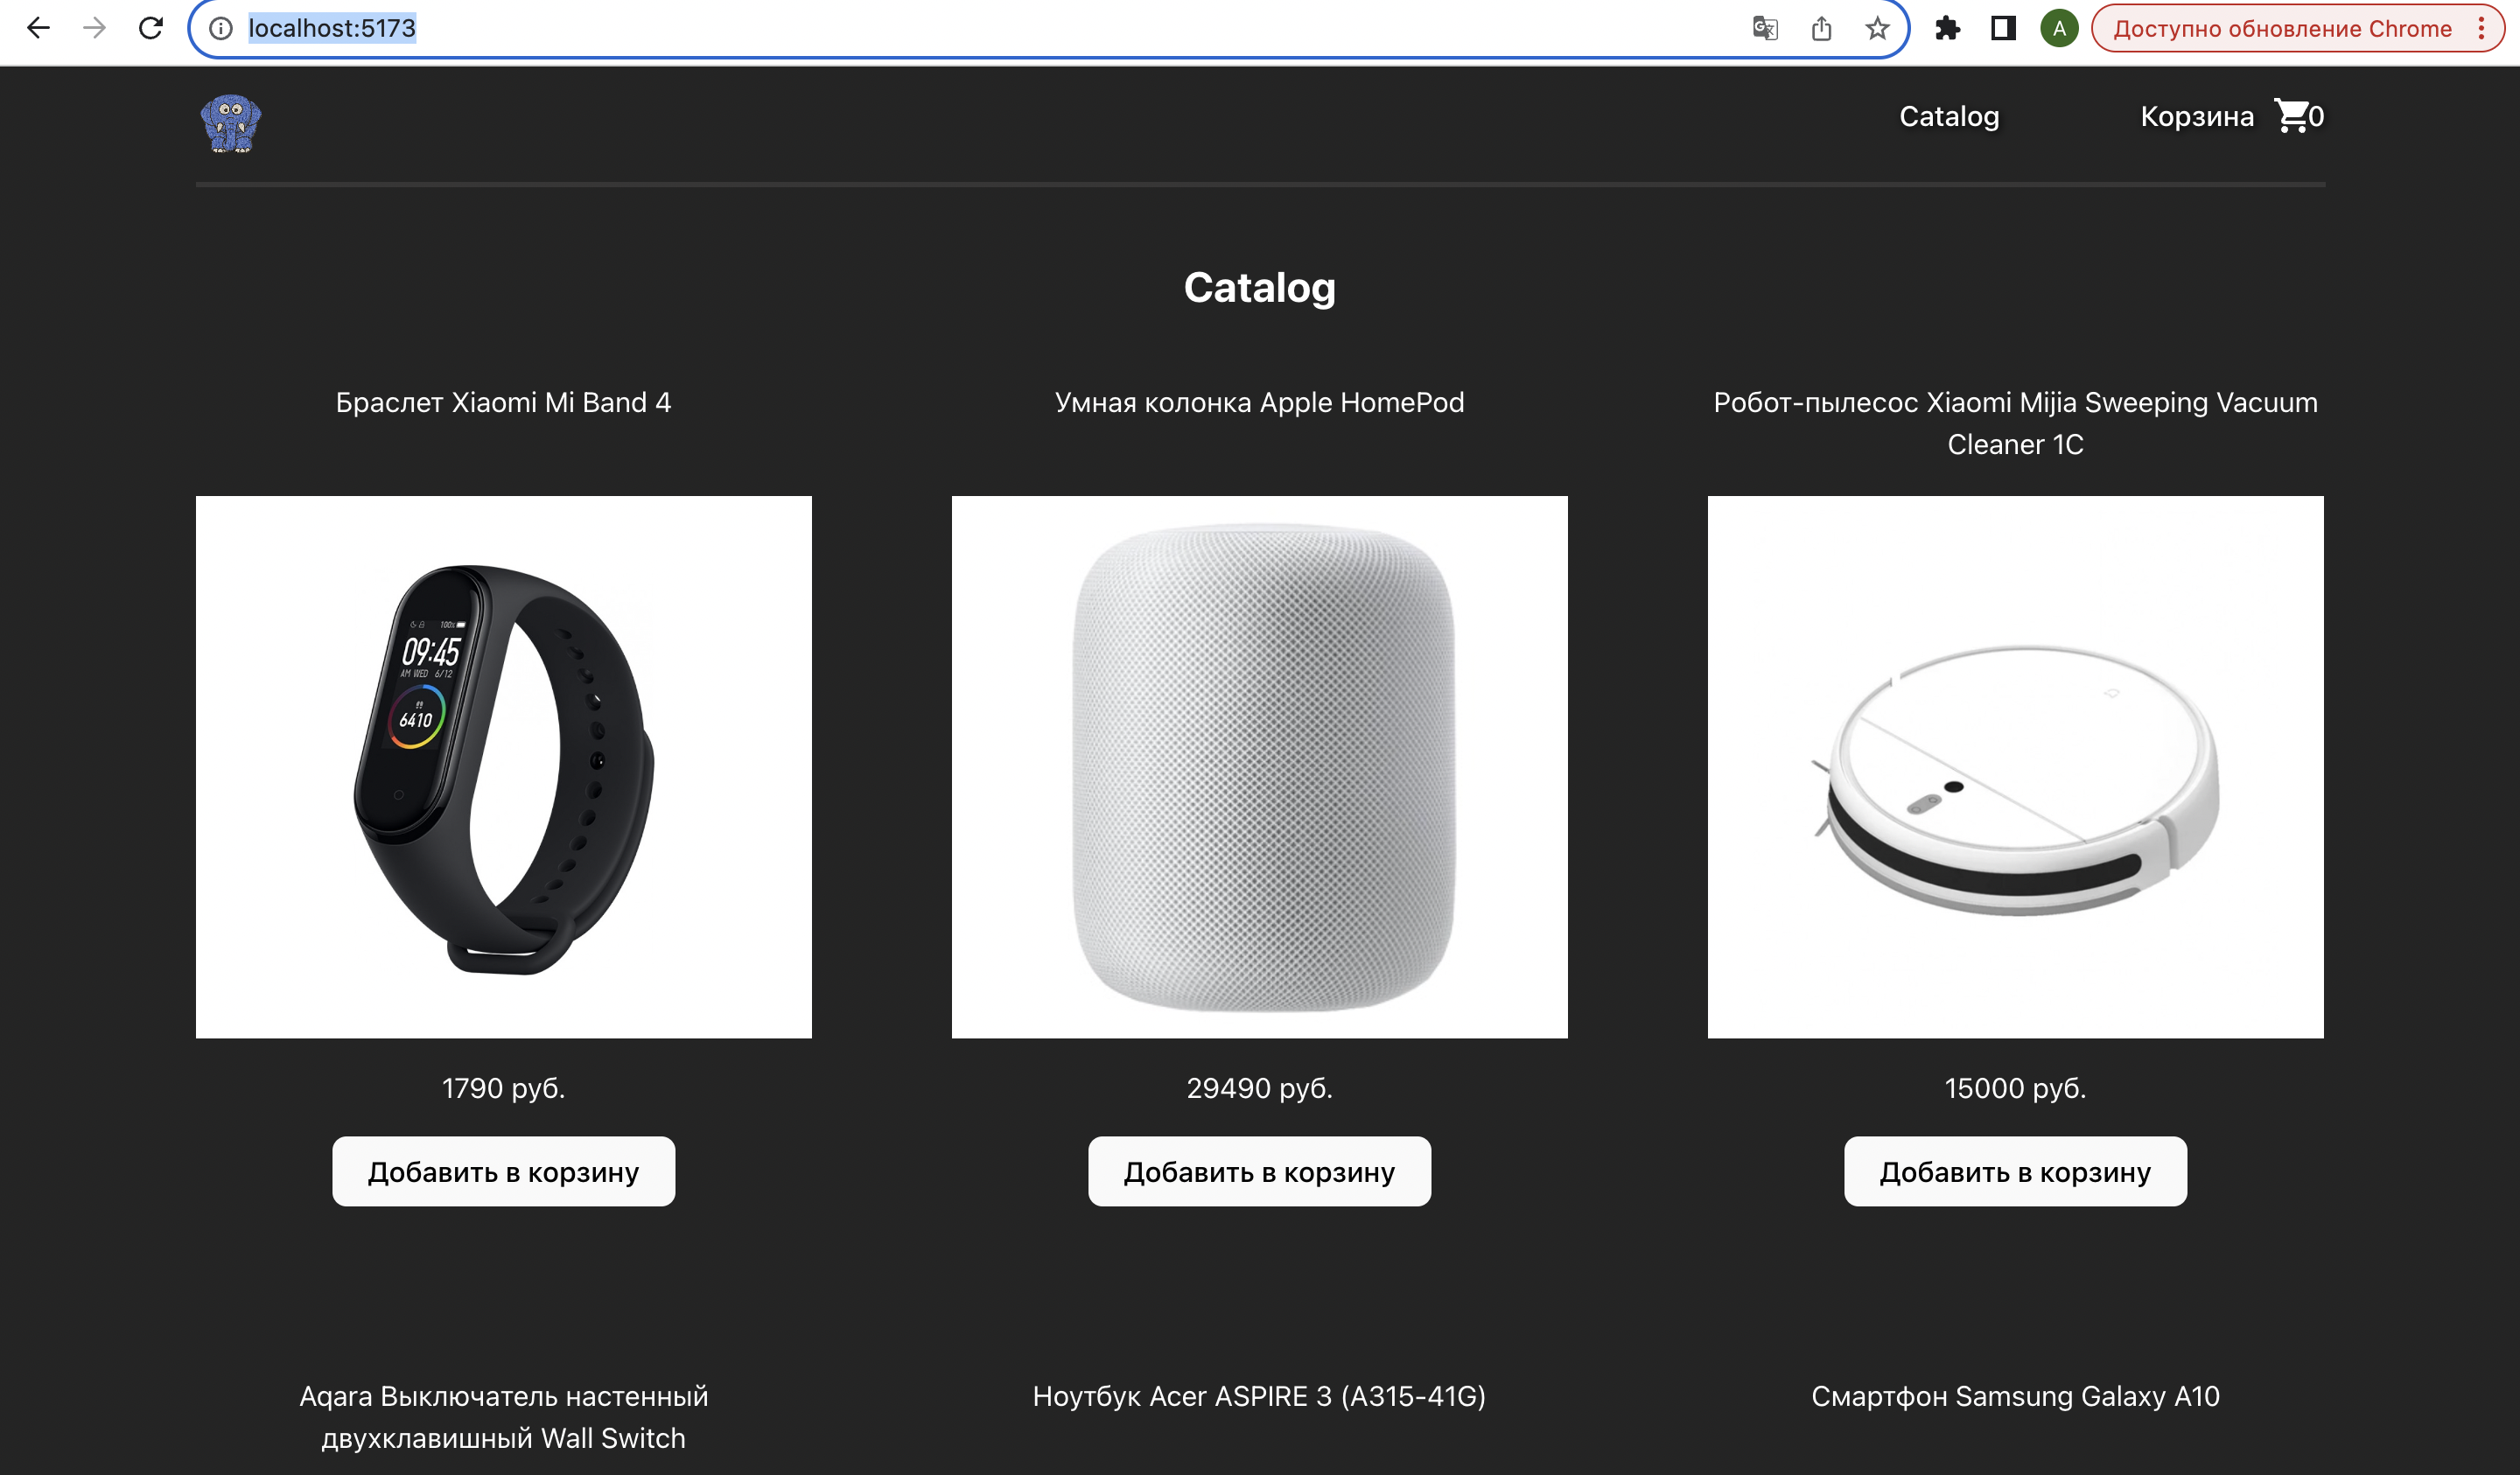 localhost:5173
A
Доступно обновление Chrome
Catalog
Корзина 0
Catalog
Браслет Xiaomi Mi Band 4
Умная колонка Apple HomePod
Робот-пылесос Xiaomi Mijia Sweeping Vacuum
Cleaner 1C
100%
09:45
AM WED 6/12
6410
1790 руб.
29490 руб.
15000 руб.
Добавить в корзину
Добавить в корзину
Добавить в корзину
Aqara Выключатель настенный
двухклавишный Wall Switch
Ноутбук Acer ASPIRE 3 (A315-41G)
Смартфон Samsung Galaxy A10